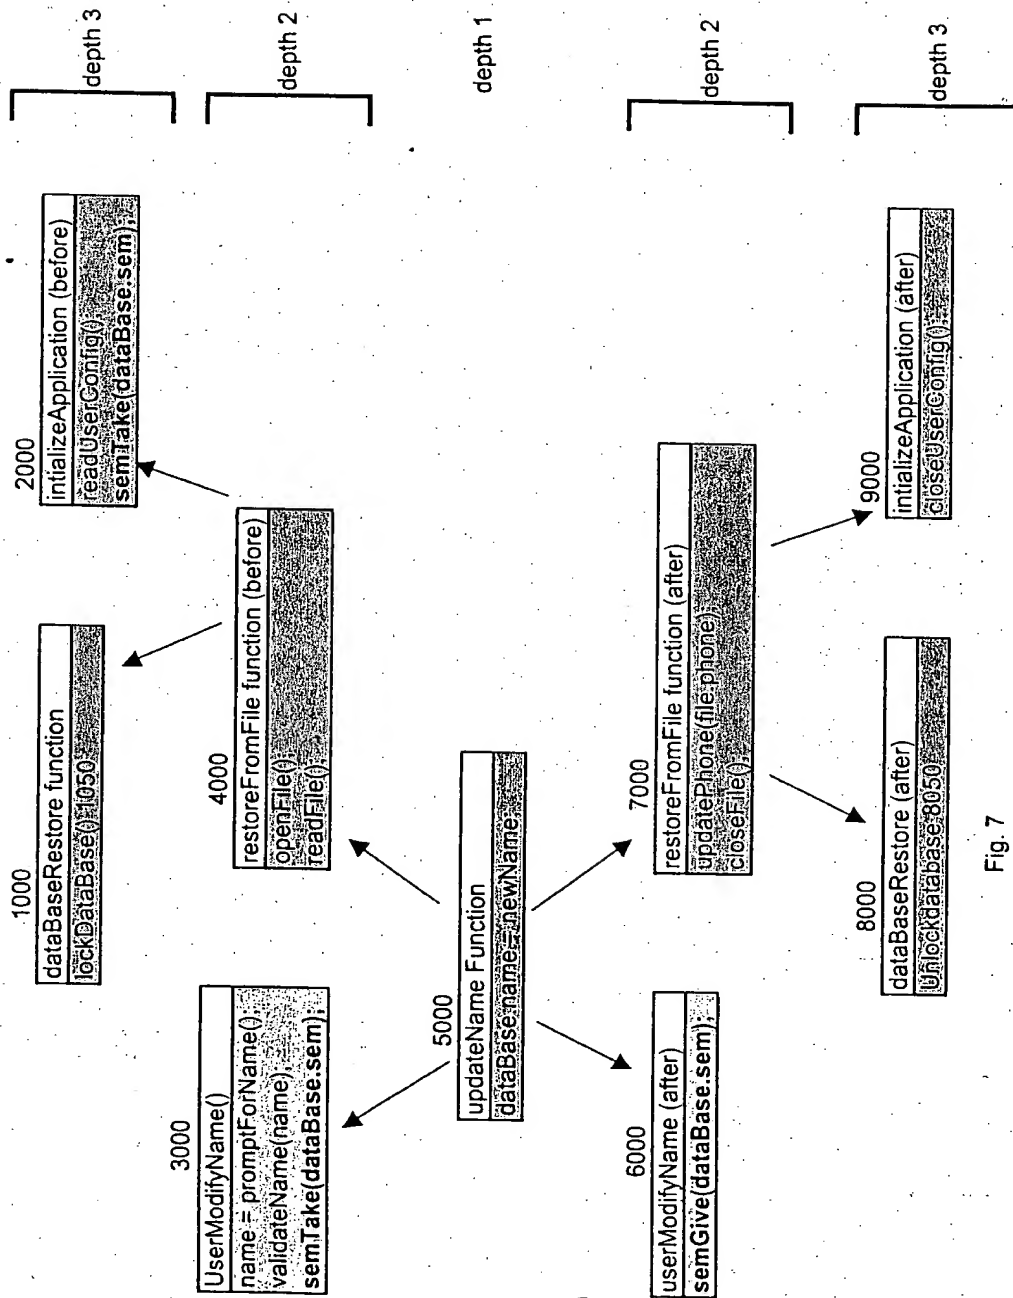 1000
dataBaseRestore function
lockDataBase() 1050
2000
intializeApplication (before)
readUserConfig();
semTake(dataBase.sem);
depth 3
3000
UserModifyName()
name = promptForName();
validateName(name);
semTake(dataBase.sem);
4000
restoreFromFile function (before)
openFile();
readFile();
depth 2
5000
updateName Function
dataBase.name = newName;
depth 1
6000
userModifyName (after)
semGive(dataBase.sem);
7000
restoreFromFile function (after)
updatePhone(file.phone)
closeFile();
depth 2
8000
dataBaseRestore (after)
Unlockdatabase 8050
9000
intializeApplication (after)
closeUserConfig();
depth 3
Fig. 7